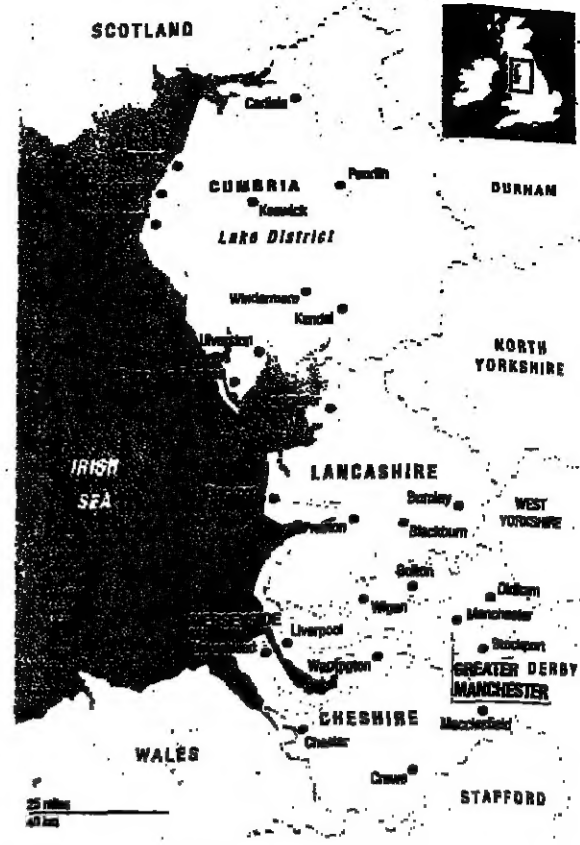 SCOTLAND
Carlisle
CUMBRIA
Penrith
DURHAM
Keswick
Lake District
Windermere
Kendal
Ulverston
NORTH
YORKSHIRE
IRISH
SEA
LANCASHIRE
Burnley
WEST
YORKSHIRE
Preston
Blackburn
Bolton
Wigan
Oldham
Manchester
MERSEYSIDE
Liverpool
Stockport
Warrington
GREATER
MANCHESTER
DERBY
Macclesfield
CHESHIRE
Chester
WALES
Crewe
STAFFORD
25 miles
40 km